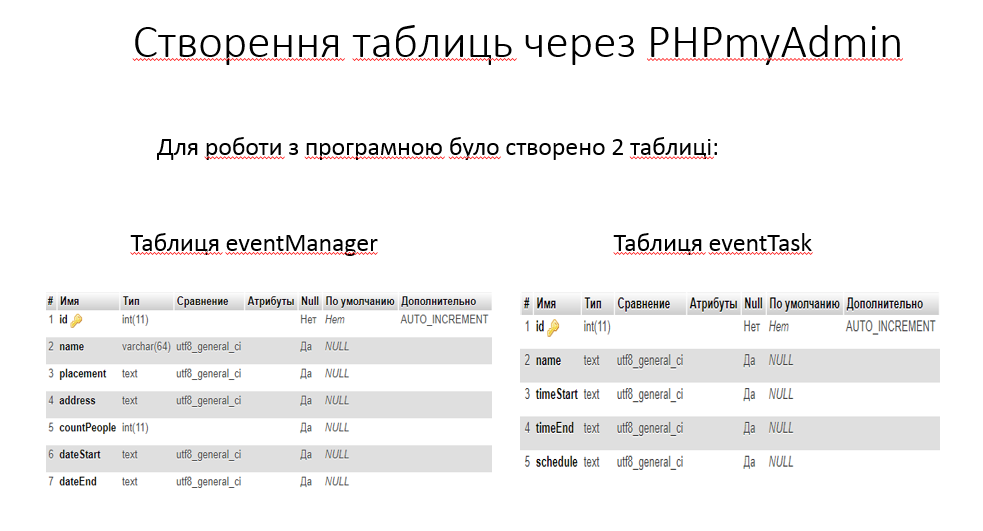 Створення таблиць через PHPmyAdmin
Для роботи з програмною було створено 2 таблиці:
Таблиця eventManager
# Имя Тип Сравнение Атрибуты Null По умолчанию Дополнительно
1 id int(11) Нет Нет AUTO_INCREMENT
2 name varchar(64) utf8_general_ci Да NULL
3 placement text utf8_general_ci Да NULL
4 address text utf8_general_ci Да NULL
5 countPeople int(11) Да NULL
6 dateStart text utf8_general_ci Да NULL
7 dateEnd text utf8_general_ci Да NULL
Таблиця eventTask
# Имя Тип Сравнение Атрибуты Null По умолчанию Дополнительно
1 id int(11) Нет Нет AUTO_INCREMENT
2 name text utf8_general_ci Да NULL
3 timeStart text utf8_general_ci Да NULL
4 timeEnd text utf8_general_ci Да NULL
5 schedule text utf8_general_ci Да NULL